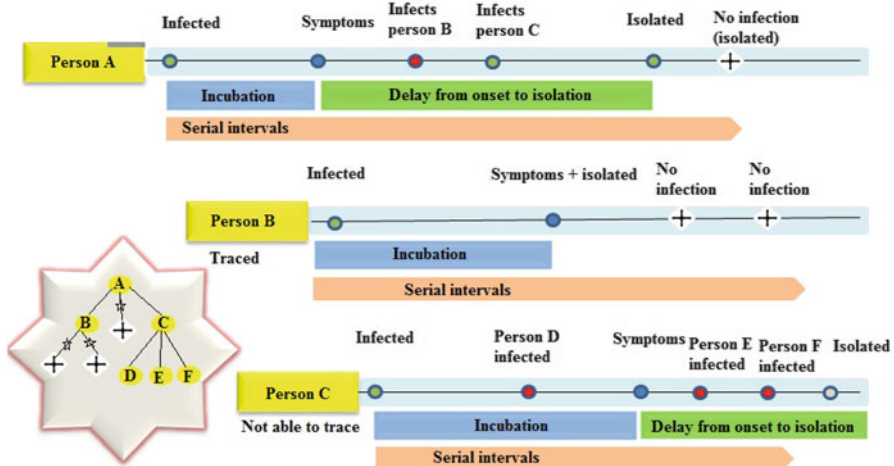 Infected
Symptoms
Infects
person B
Infects
person C
Isolated
No infection
(isolated)
Person A
Incubation
Delay from onset to isolation
Serial intervals
Infected
Symptoms + isolated
No
infection
No
infection
Person B
Traced
Incubation
Serial intervals
A
B
C
D
E
F
Infected
Person D
infected
Symptoms
Person E
infected
Person F
infected
Isolated
Person C
Not able to trace
Incubation
Delay from onset to isolation
Serial intervals